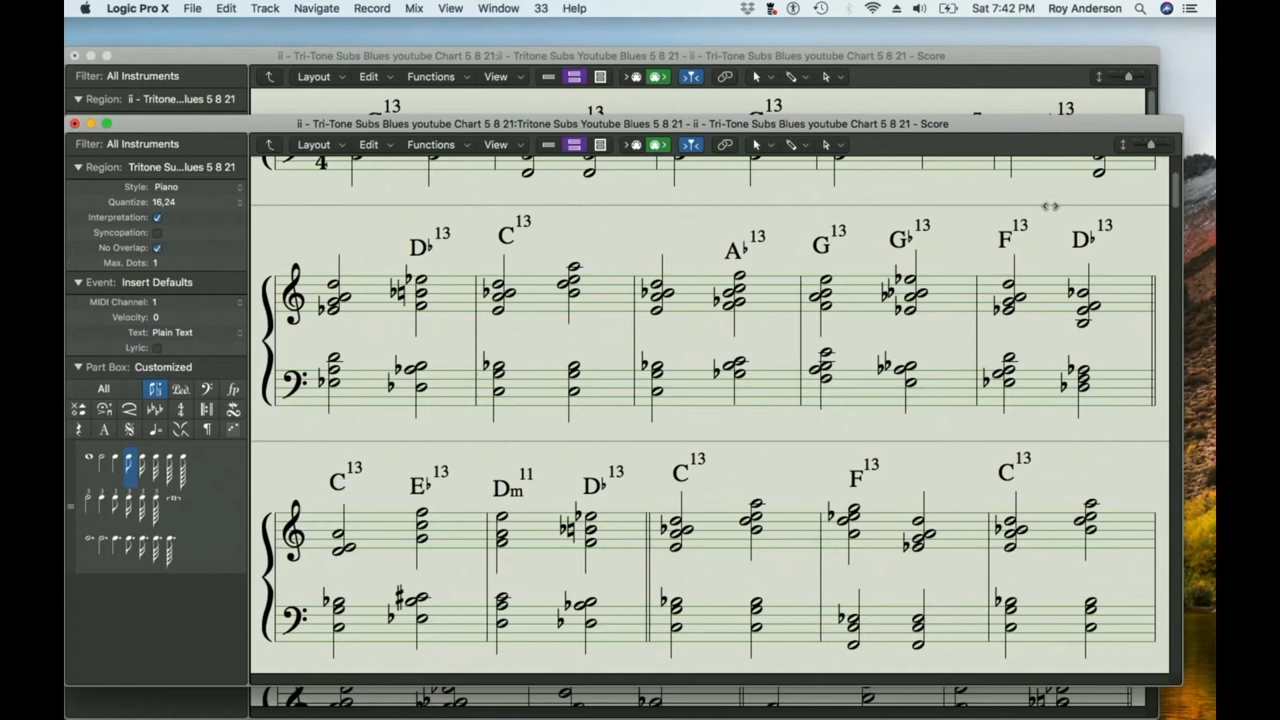 Logic Pro X File Edit Track Navigate Record Mix View Window 33 Help Sat 7:42 PM Roy Anderson
ii - Tri-Tone Subs Blues youtube Chart 5 8 21:ii - Tritone Subs Youtube Blues 5 8 21 - ii - Tri-Tone Subs Blues youtube Chart 5 8 21 - Score
Filter: All Instruments Layout Edit Functions View
Region: ii - Tritone...lues 5 8 21
13 13 13 13
ii - Tri-Tone Subs Blues youtube Chart 5 8 21:Tritone Subs Youtube Blues 5 8 21 - ii - Tri-Tone Subs Blues youtube Chart 5 8 21 - Score
Filter: All Instruments Layout Edit Functions View
Region: Tritone Su...lues 5 8 21
4
Style: Piano
Quantize: 16,24
Interpretation:
Syncopation:
No Overlap:
Max. Dots: 1
D♭13 C13 A♭13 G13 G♭13 F13 D♭13
Event: Insert Defaults
MIDI Channel: 1
Velocity: 0
Text: Plain Text
Lyric:
Part Box: Customized
All
C13 E♭13 Dm11 D♭13 C13 F13 C13